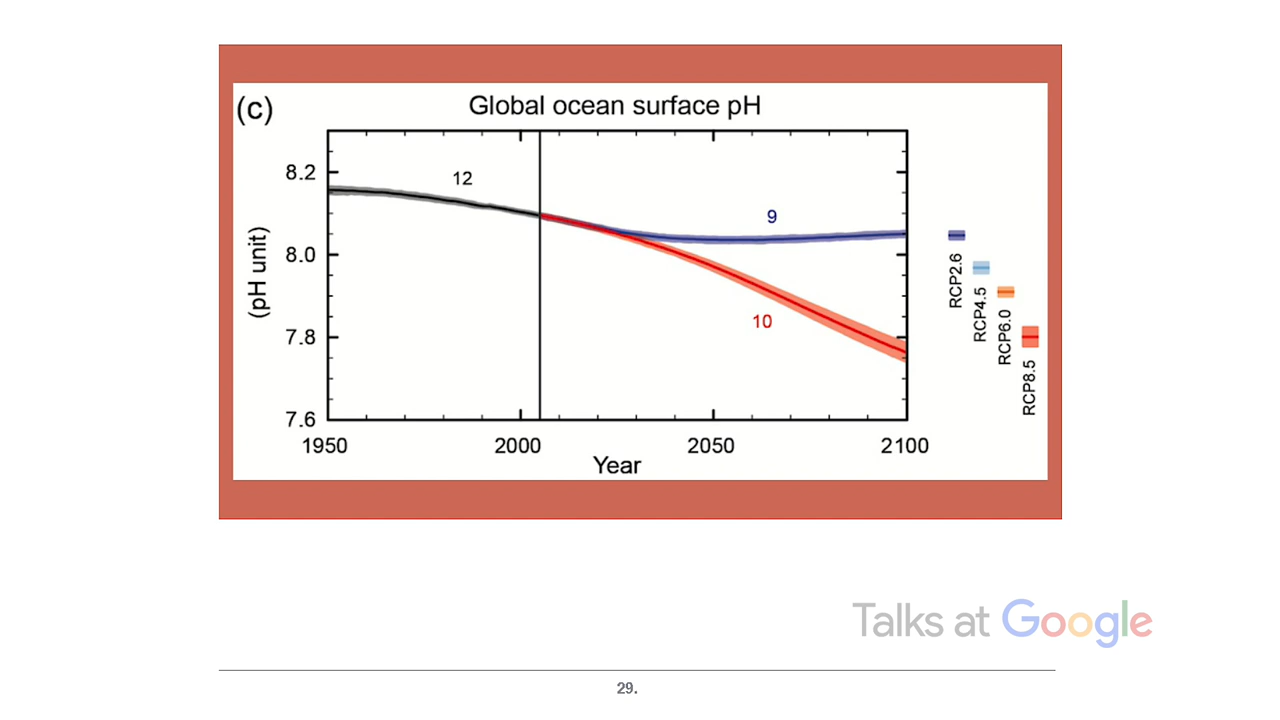 (c)
Global ocean surface pH
8.2
8.0
7.8
7.6
(pH unit)
12
9
10
1950
2000
2050
2100
Year
RCP2.6
RCP4.5
RCP6.0
RCP8.5
Talks at Google
29.